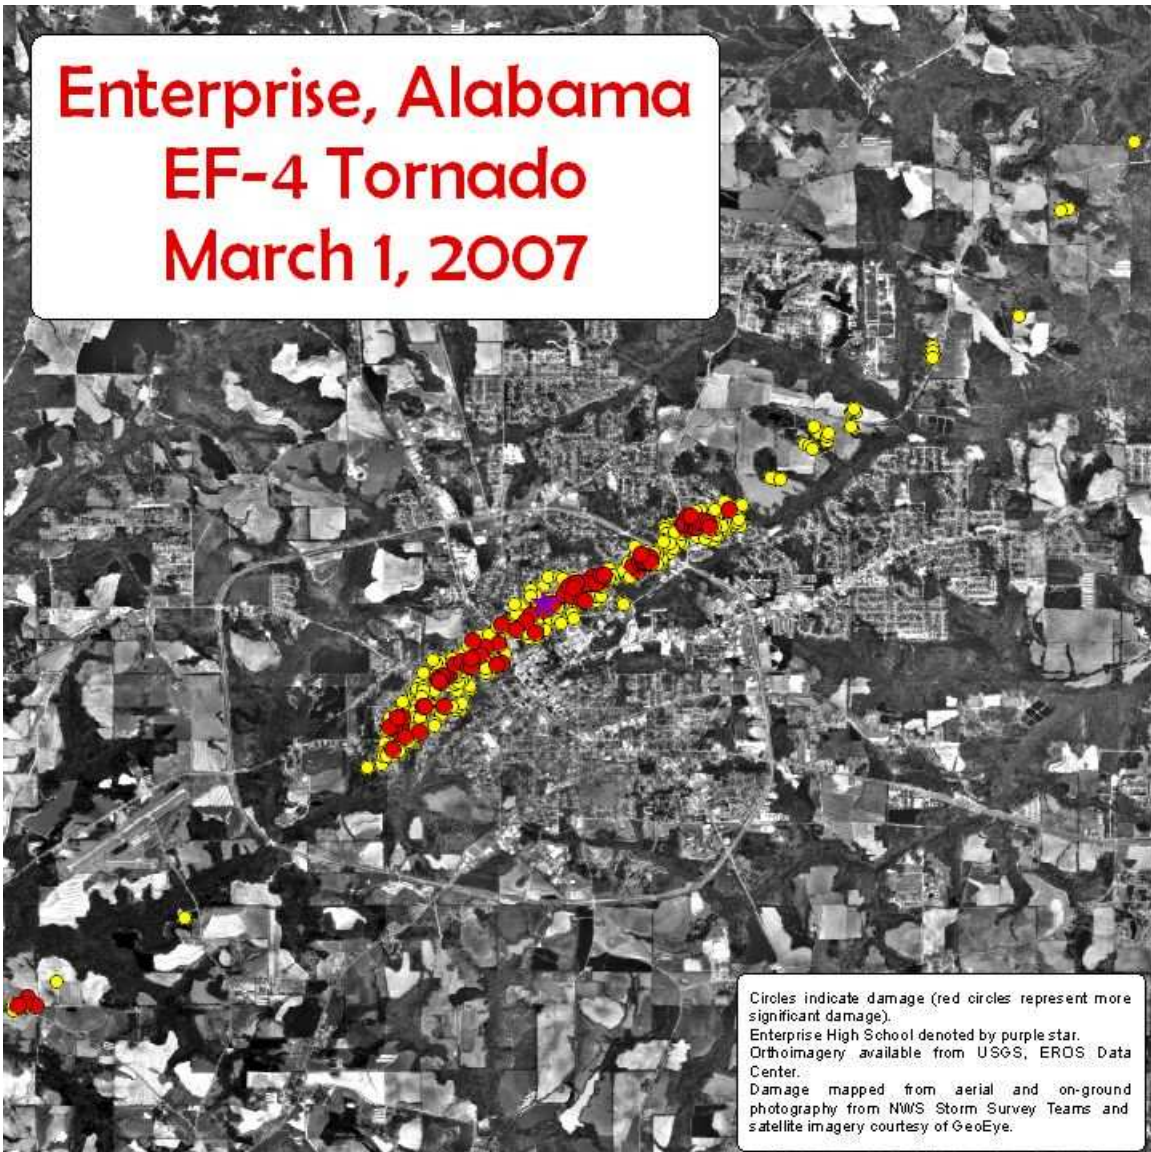 Enterprise, Alabama
EF-4 Tornado
March 1, 2007
Circles indicate damage (red circles represent more
significant damage).
Enterprise High School denoted by purple star.
Orthoimagery available from USGS, EROS Data
Center.
Damage mapped from aerial and on-ground
photography from NWS Storm Survey Teams and
satellite imagery courtesy of GeoEye.